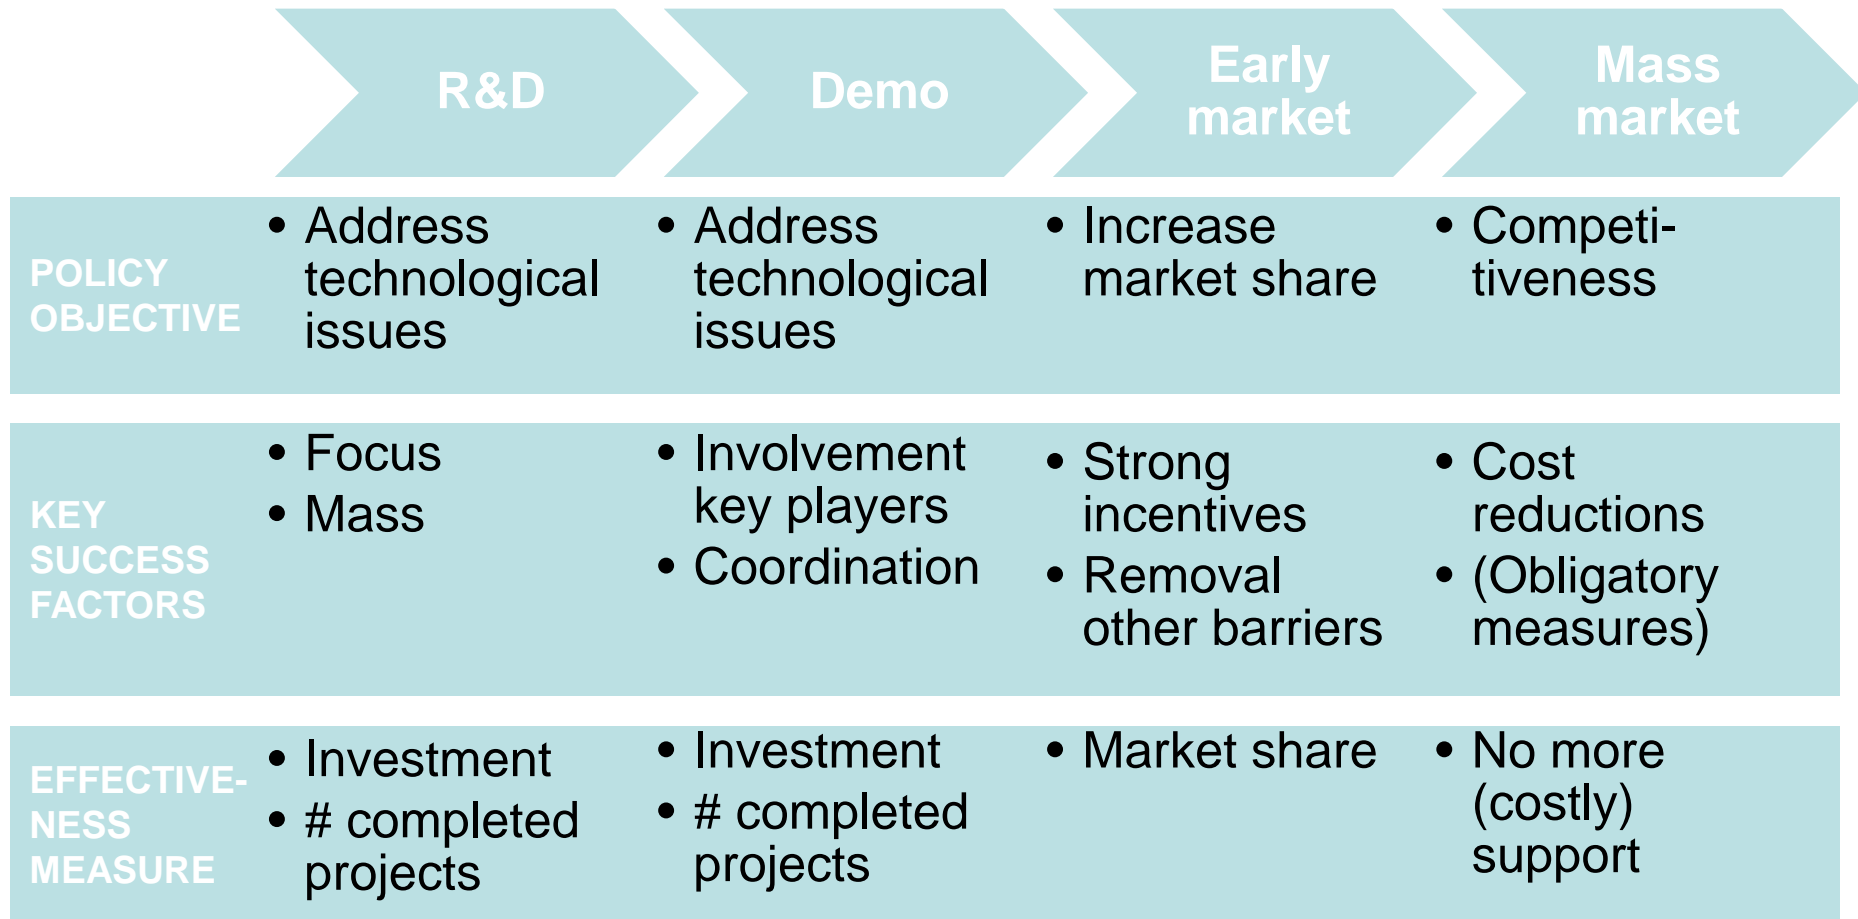 R&D
Demo
Early
market
Mass
market
POLICY
OBJECTIVE
• Address
technological
issues
• Address
technological
issues
• Increase
market share
• Competi-
tiveness
KEY
SUCCESS
FACTORS
• Focus
• Mass
• Involvement
key players
• Coordination
• Strong
incentives
• Removal
other barriers
• Cost
reductions
• (Obligatory
measures)
EFFECTIVE-
NESS
MEASURE
• Investment
• # completed
projects
• Investment
• # completed
projects
• Market share
• No more
(costly)
support